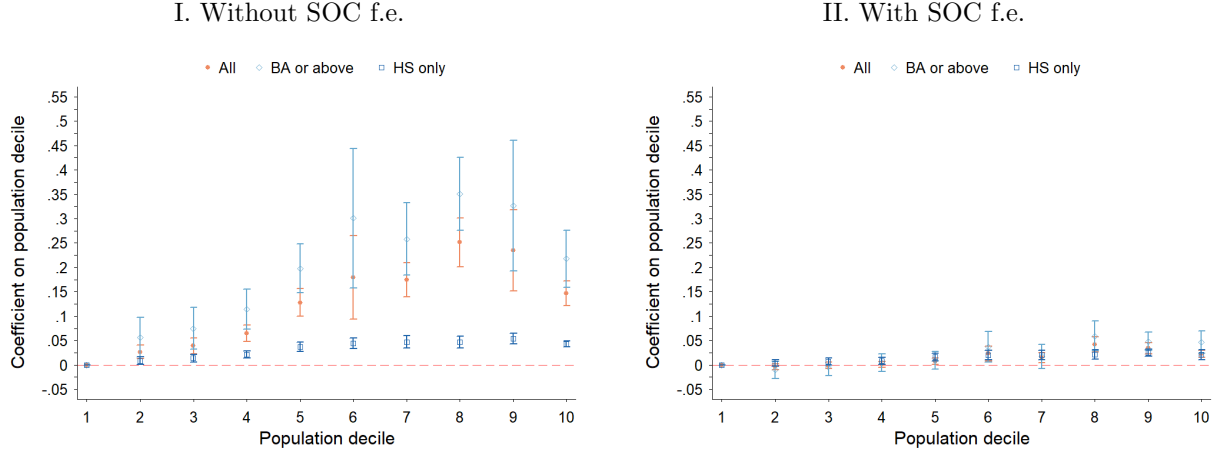 I. Without SOC f.e.
All BA or above HS only
Coefficient on population decile
.55
.5
.45
.4
.35
.3
.25
.2
.15
.1
.05
0
-.05
1 2 3 4 5 6 7 8 9 10
Population decile
II. With SOC f.e.
All BA or above HS only
Coefficient on population decile
.55
.5
.45
.4
.35
.3
.25
.2
.15
.1
.05
0
-.05
1 2 3 4 5 6 7 8 9 10
Population decile